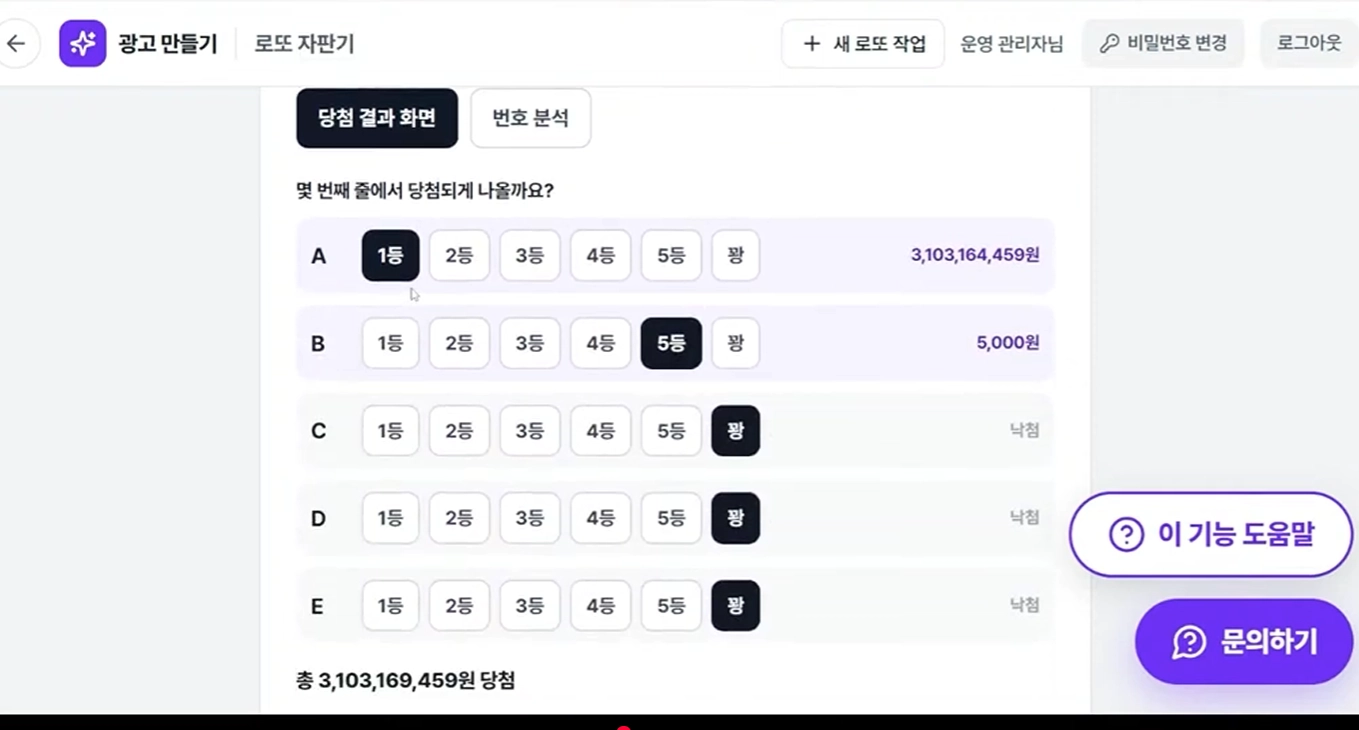 광고 만들기 로또 자판기 새 로또 작업 운영 관리자님 비밀번호 변경 로그아웃
당첨 결과 화면 번호 분석
몇 번째 줄에서 당첨되게 나올까요?
A 1등 2등 3등 4등 5등 꽝 3,103,164,459원
B 1등 2등 3등 4등 5등 꽝 5,000원
C 1등 2등 3등 4등 5등 꽝 낙첨
D 1등 2등 3등 4등 5등 꽝 낙첨
이 기능 도움말
E 1등 2등 3등 4등 5등 꽝 낙첨
문의하기
총 3,103,169,459원 당첨